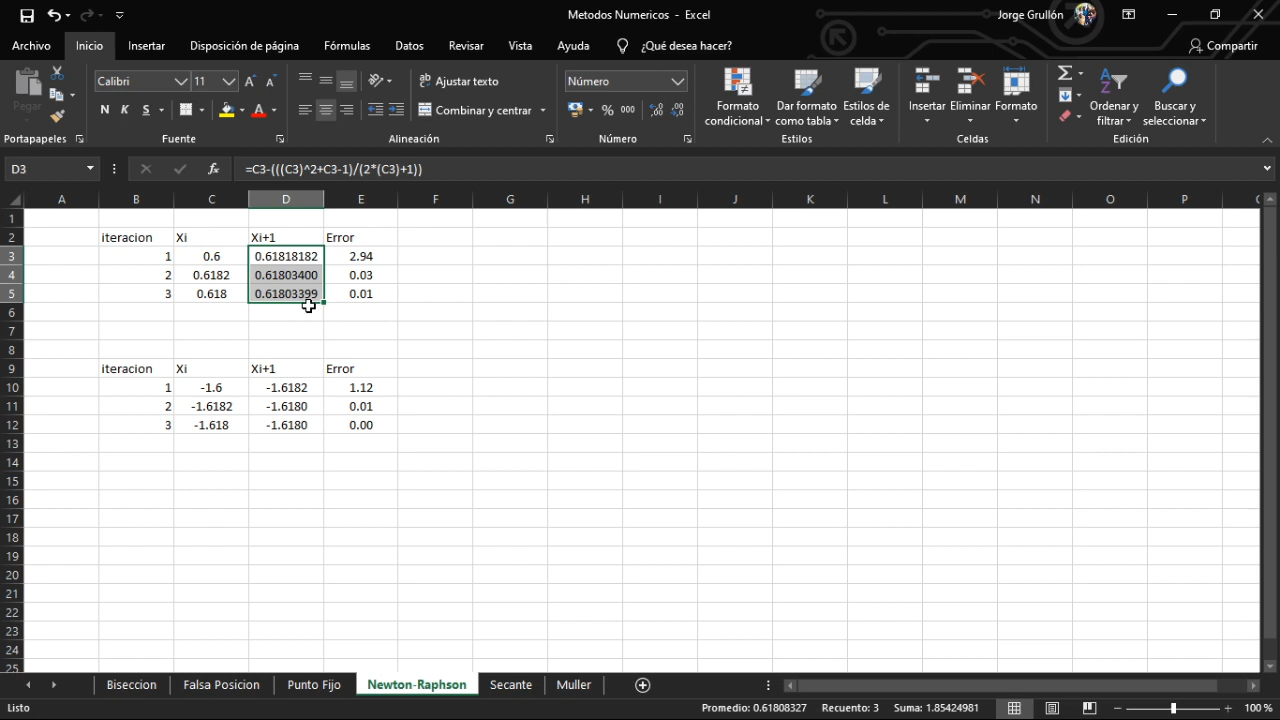 Metodos Numericos - Excel
Jorge Grullón
Archivo Inicio Insertar Disposición de página Fórmulas Datos Revisar Vista Ayuda ¿Qué desea hacer? Compartir
Pegar
Calibri 11
N K S
Ajustar texto
Combinar y centrar
Número
% 000
Formato condicional
Dar formato como tabla
Estilos de celda
Insertar Eliminar Formato
Ordenar y filtrar
Buscar y seleccionar
Portapapeles Fuente Alineación Número Estilos Celdas Edición
D3 fx =C3-(((C3)^2+C3-1)/(2*(C3)+1))
A B C D E F G H I J K L M N O P
1
2 iteracion Xi Xi+1 Error
3 1 0.6 0.61818182 2.94
4 2 0.6182 0.61803400 0.03
5 3 0.618 0.61803399 0.01
6
7
8
9 iteracion Xi Xi+1 Error
10 1 -1.6 -1.6182 1.12
11 2 -1.6182 -1.6180 0.01
12 3 -1.618 -1.6180 0.00
13
14
15
16
17
18
19
20
21
22
23
24
25
Biseccion Falsa Posicion Punto Fijo Newton-Raphson Secante Muller
Listo Promedio: 0.61808327 Recuento: 3 Suma: 1.85424981 100 %